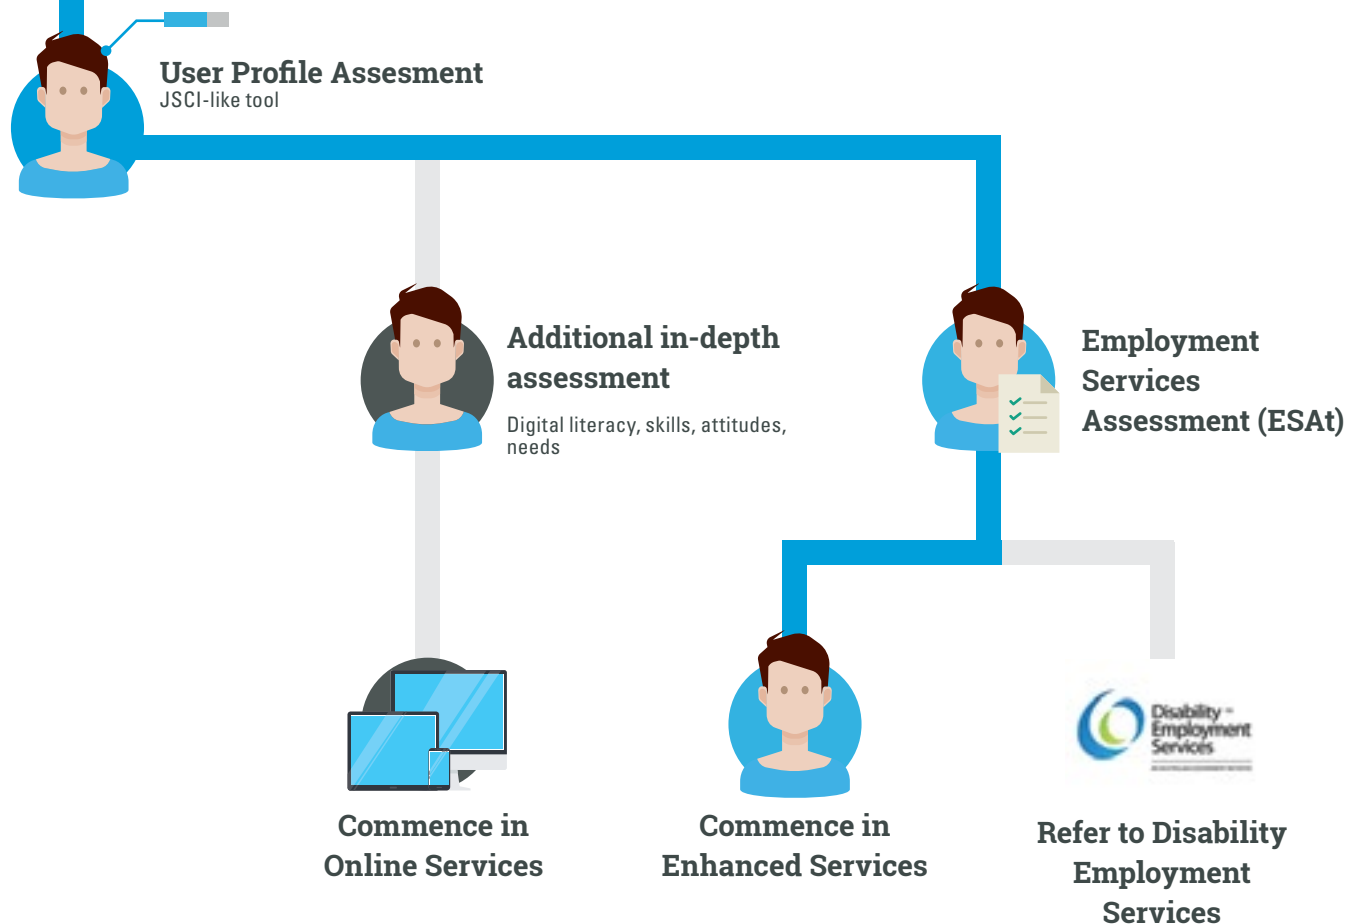 User Profile Assesment
JSCI-like tool
Additional in-depth
assessment
Digital literacy, skills, attitudes,
needs
Employment
Services
Assessment (ESAt)
Disability
Employment
Services
Commence in
Online Services
Commence in
Enhanced Services
Refer to Disability
Employment
Services